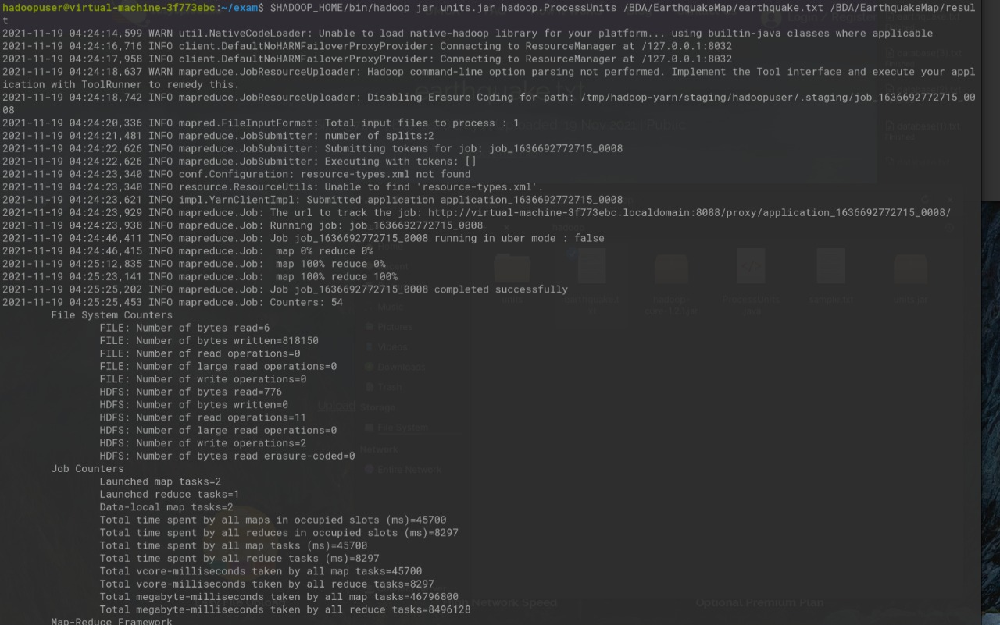 hadoopuser@virtual-machine-3f773ebc:~/exam$ $HADOOP_HOME/bin/hadoop jar units.jar hadoop.ProcessUnits /BDA/EarthquakeMap/earthquake.txt /BDA/EarthquakeMap/resul
t
2021-11-19 04:24:14,599 WARN util.NativeCodeLoader: Unable to load native-hadoop library for your platform... using builtin-java classes where applicable
2021-11-19 04:24:16,716 INFO client.DefaultNoHARMFailoverProxyProvider: Connecting to ResourceManager at /127.0.0.1:8032
2021-11-19 04:24:17,958 INFO client.DefaultNoHARMFailoverProxyProvider: Connecting to ResourceManager at /127.0.0.1:8032
2021-11-19 04:24:18,637 WARN mapreduce.JobResourceUploader: Hadoop command-line option parsing not performed. Implement the Tool interface and execute your appl
ication with ToolRunner to remedy this.
2021-11-19 04:24:18,742 INFO mapreduce.JobResourceUploader: Disabling Erasure Coding for path: /tmp/hadoop-yarn/staging/hadoopuser/.staging/job_1636692772715_00
08
2021-11-19 04:24:20,336 INFO mapred.FileInputFormat: Total input files to process : 1
2021-11-19 04:24:21,481 INFO mapreduce.JobSubmitter: number of splits:2
2021-11-19 04:24:22,626 INFO mapreduce.JobSubmitter: Submitting tokens for job: job_1636692772715_0008
2021-11-19 04:24:22,626 INFO mapreduce.JobSubmitter: Executing with tokens: []
2021-11-19 04:24:23,340 INFO conf.Configuration: resource-types.xml not found
2021-11-19 04:24:23,340 INFO resource.ResourceUtils: Unable to find 'resource-types.xml'.
2021-11-19 04:24:23,621 INFO impl.YarnClientImpl: Submitted application application_1636692772715_0008
2021-11-19 04:24:23,929 INFO mapreduce.Job: The url to track the job: http://virtual-machine-3f773ebc.localdomain:8088/proxy/application_1636692772715_0008/
2021-11-19 04:24:23,938 INFO mapreduce.Job: Running job: job_1636692772715_0008
2021-11-19 04:24:46,411 INFO mapreduce.Job: Job job_1636692772715_0008 running in uber mode : false
2021-11-19 04:24:46,415 INFO mapreduce.Job:  map 0% reduce 0%
2021-11-19 04:25:12,835 INFO mapreduce.Job:  map 100% reduce 0%
2021-11-19 04:25:23,141 INFO mapreduce.Job:  map 100% reduce 100%
2021-11-19 04:25:25,202 INFO mapreduce.Job: Job job_1636692772715_0008 completed successfully
2021-11-19 04:25:25,453 INFO mapreduce.Job: Counters: 54
File System Counters
FILE: Number of bytes read=6
FILE: Number of bytes written=818150
FILE: Number of read operations=0
FILE: Number of large read operations=0
FILE: Number of write operations=0
HDFS: Number of bytes read=776
HDFS: Number of bytes written=0
HDFS: Number of read operations=11
HDFS: Number of large read operations=0
HDFS: Number of write operations=2
HDFS: Number of bytes read erasure-coded=0
Job Counters
Launched map tasks=2
Launched reduce tasks=1
Data-local map tasks=2
Total time spent by all maps in occupied slots (ms)=45700
Total time spent by all reduces in occupied slots (ms)=8297
Total time spent by all map tasks (ms)=45700
Total time spent by all reduce tasks (ms)=8297
Total vcore-milliseconds taken by all map tasks=45700
Total vcore-milliseconds taken by all reduce tasks=8297
Total megabyte-milliseconds taken by all map tasks=46796800
Total megabyte-milliseconds taken by all reduce tasks=8496128
Map-Reduce Framework
Login / Register
earthquake.txt
19 Nov 2021 | Public
hadoop
Music
Pictures
Videos
Downloads
Trash
Upload
Storage
File System
Network
Entire Network
Network Speed
Optional Premium Plan